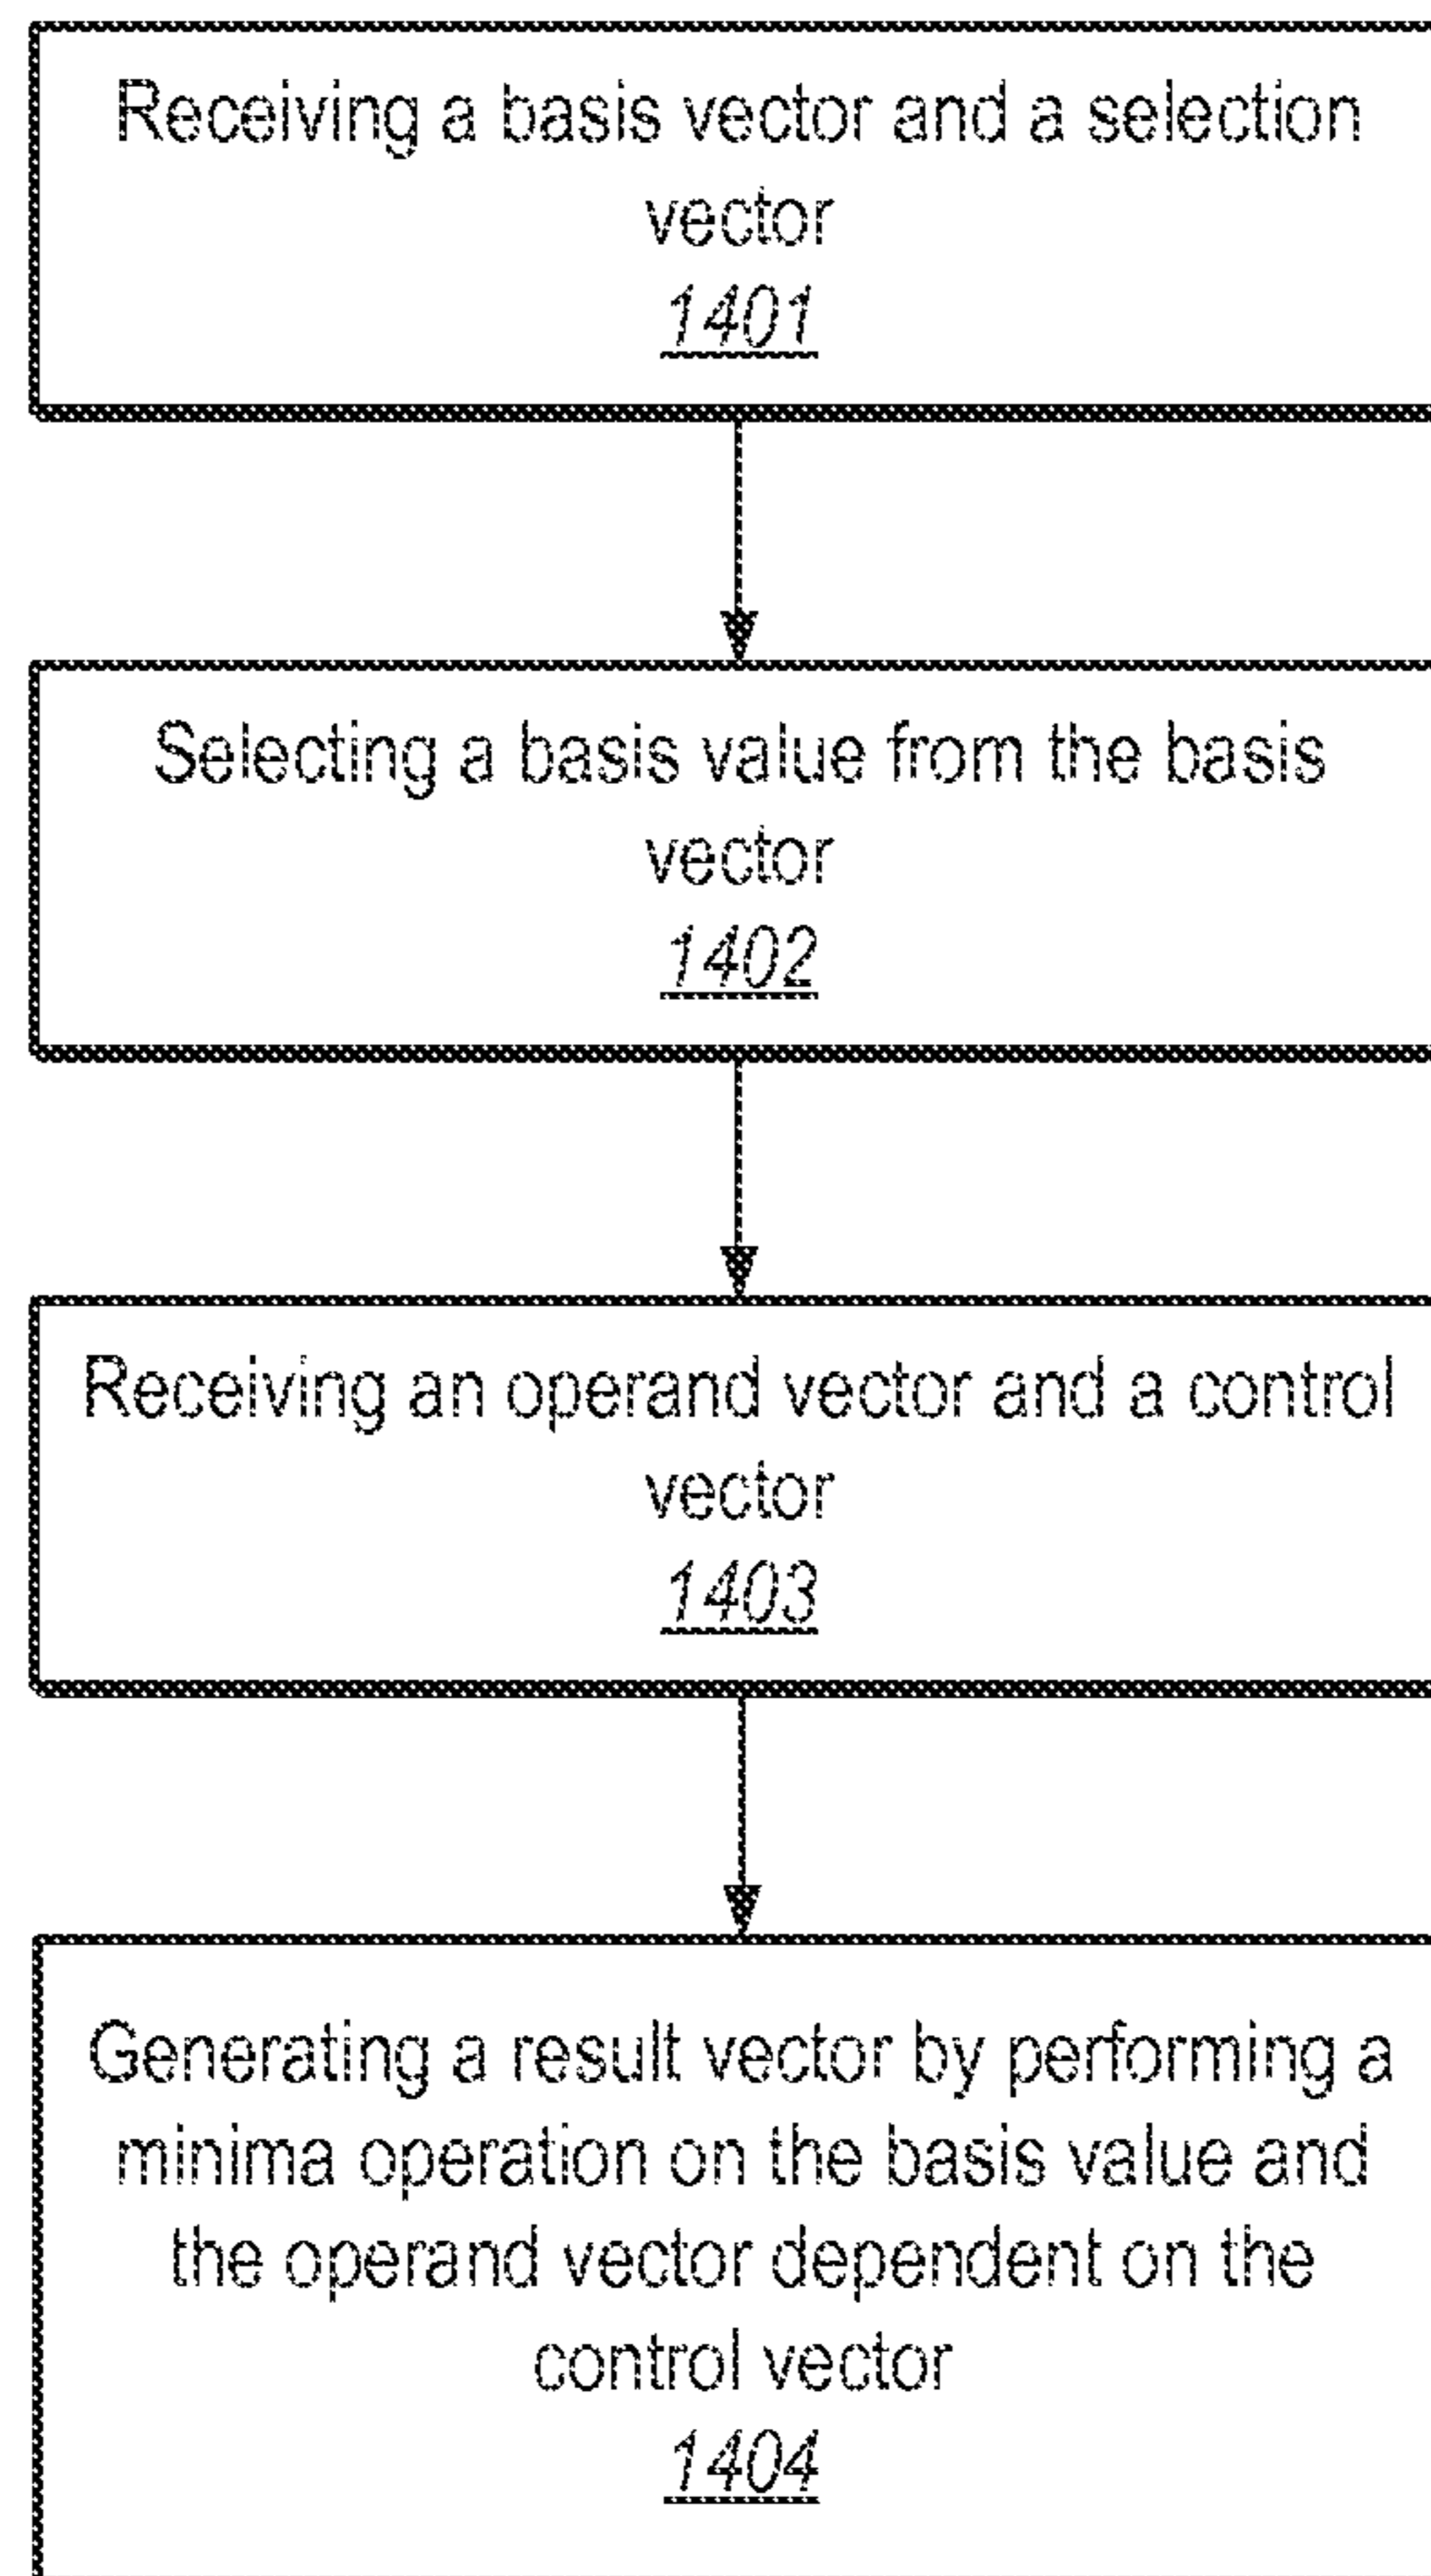 Receiving a basis vector and a selection
vector
1401
Selecting a basis value from the basis
vector
1402
Receiving an operand vector and a control
vector
1403
Generating a result vector by performing a
minima operation on the basis value and
the operand vector dependent on the
control vector
1404